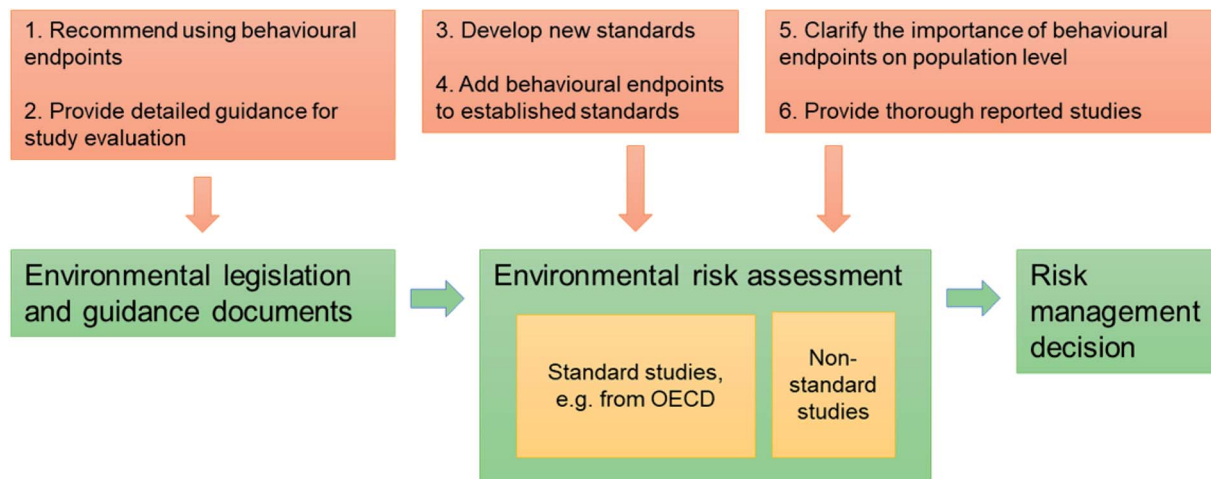 1. Recommend using behavioural
endpoints
2. Provide detailed guidance for
study evaluation
3. Develop new standards
4. Add behavioural endpoints
to established standards
5. Clarify the importance of behavioural
endpoints on population level
6. Provide thorough reported studies
Environmental legislation
and guidance documents
Environmental risk assessment
Standard studies,
e.g. from OECD
Non-
standard
studies
Risk
management
decision